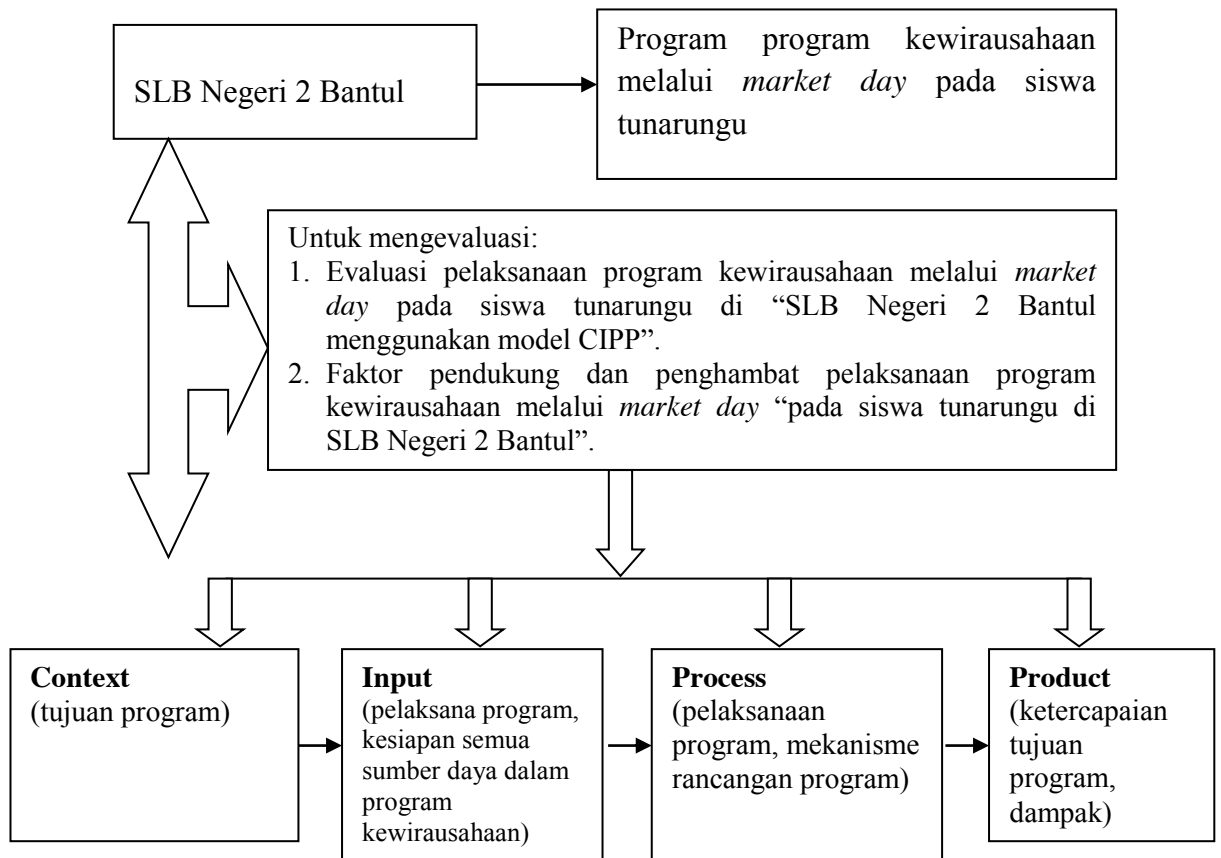 SLB Negeri 2 Bantul
Program program kewirausahaan
melalui market day pada siswa
tunarungu
Untuk mengevaluasi:
1. Evaluasi pelaksanaan program kewirausahaan melalui market
day pada siswa tunarungu di “SLB Negeri 2 Bantul
menggunakan model CIPP”.
2. Faktor pendukung dan penghambat pelaksanaan program
kewirausahaan melalui market day “pada siswa tunarungu di
SLB Negeri 2 Bantul”.
Context
(tujuan program)
Input
(pelaksana program,
kesiapan semua
sumber daya dalam
program
kewirausahaan)
Process
(pelaksanaan
program, mekanisme
rancangan program)
Product
(ketercapaian
tujuan
program,
dampak)